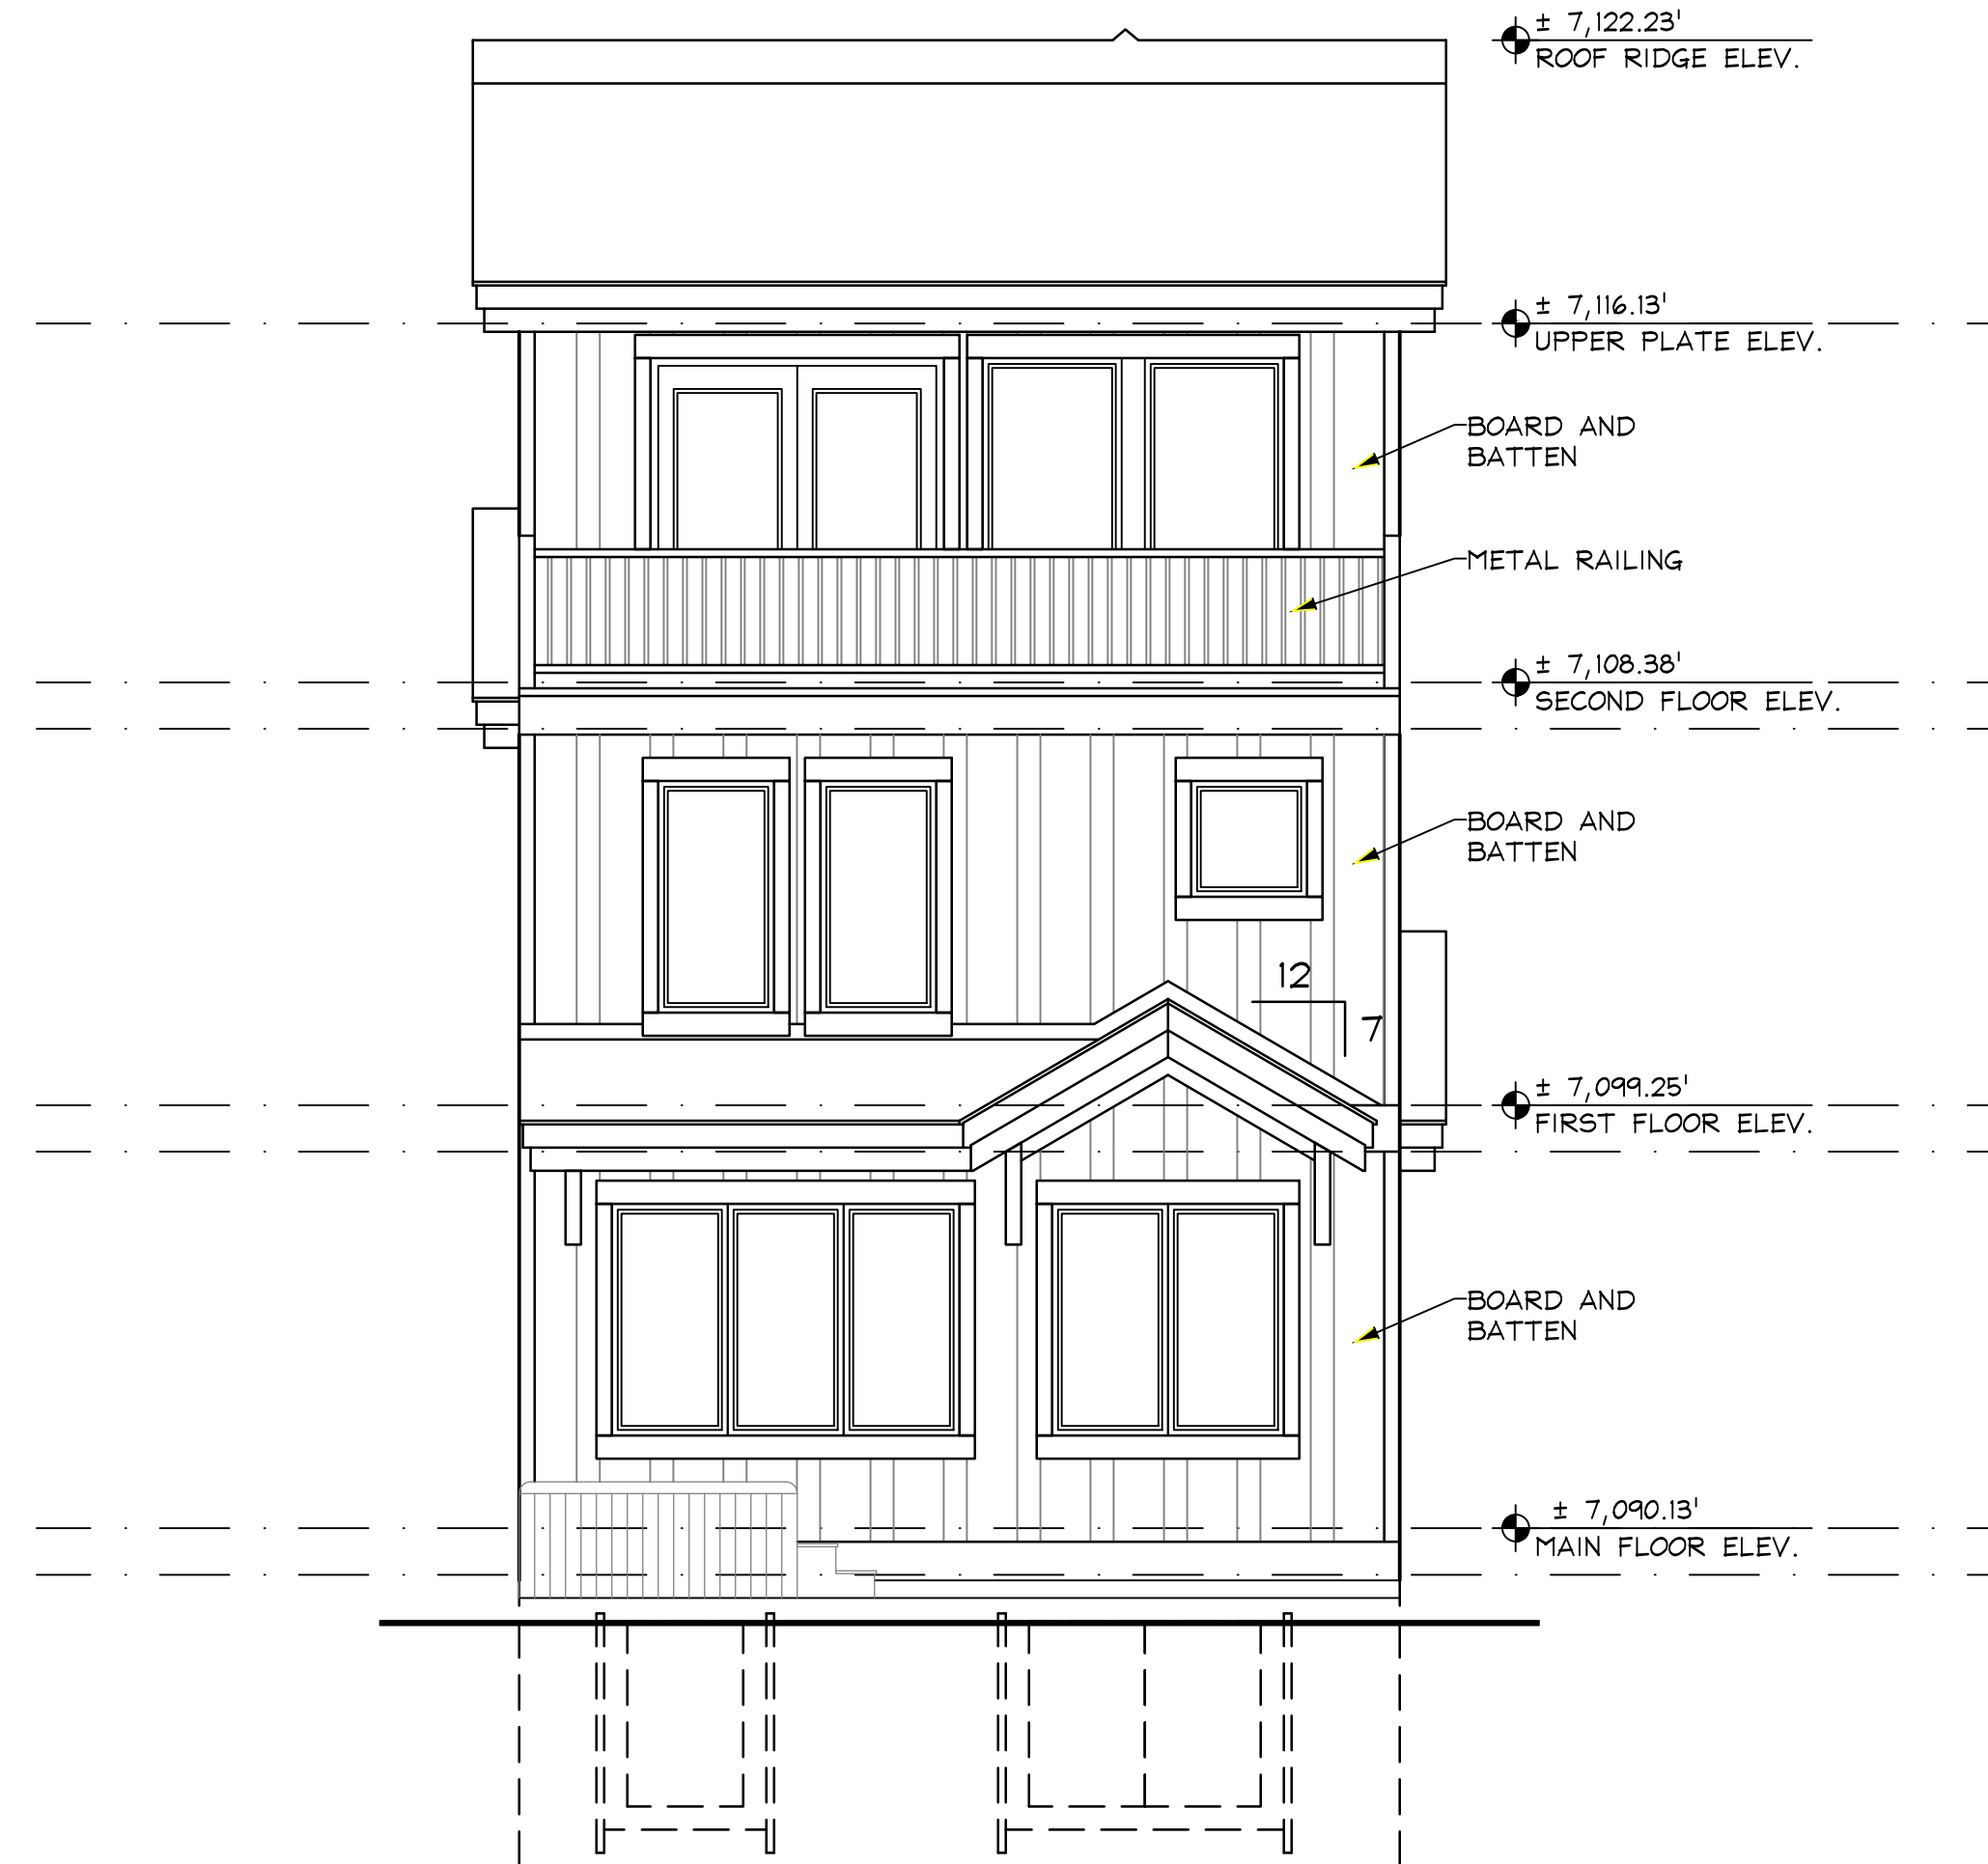 ± 7,122.23'
ROOF RIDGE ELEV.
± 7,116.13'
UPPER PLATE ELEV.
BOARD AND
BATTEN
METAL RAILING
± 7,108.38'
SECOND FLOOR ELEV.
BOARD AND
BATTEN
12
7
± 7,099.25'
FIRST FLOOR ELEV.
BOARD AND
BATTEN
± 7,090.13'
MAIN FLOOR ELEV.